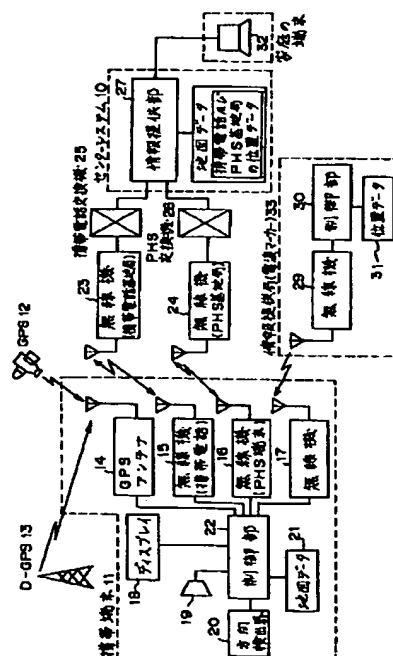 GPS 12
D-GPS 13
携帯端末 11
14
GPS
アンテナ
15
無線機
(携帯電話)
16
無線機
(PHS端末)
17
無線機
18
ディスプレイ
19
20
方向
検出器
22
制御部
21
地図データ
携帯電話交換機 25
23
無線機
(携帯電話基地局)
PHS
交換機 26
24
無線機
(PHS基地局)
センターシステム 10
27
情報提供部
地図データ
携帯電話及び
PHS基地局
の位置データ
32
家庭の端末
情報提供局(電波マーカー) 33
29
無線機
30
制御部
31
位置データ